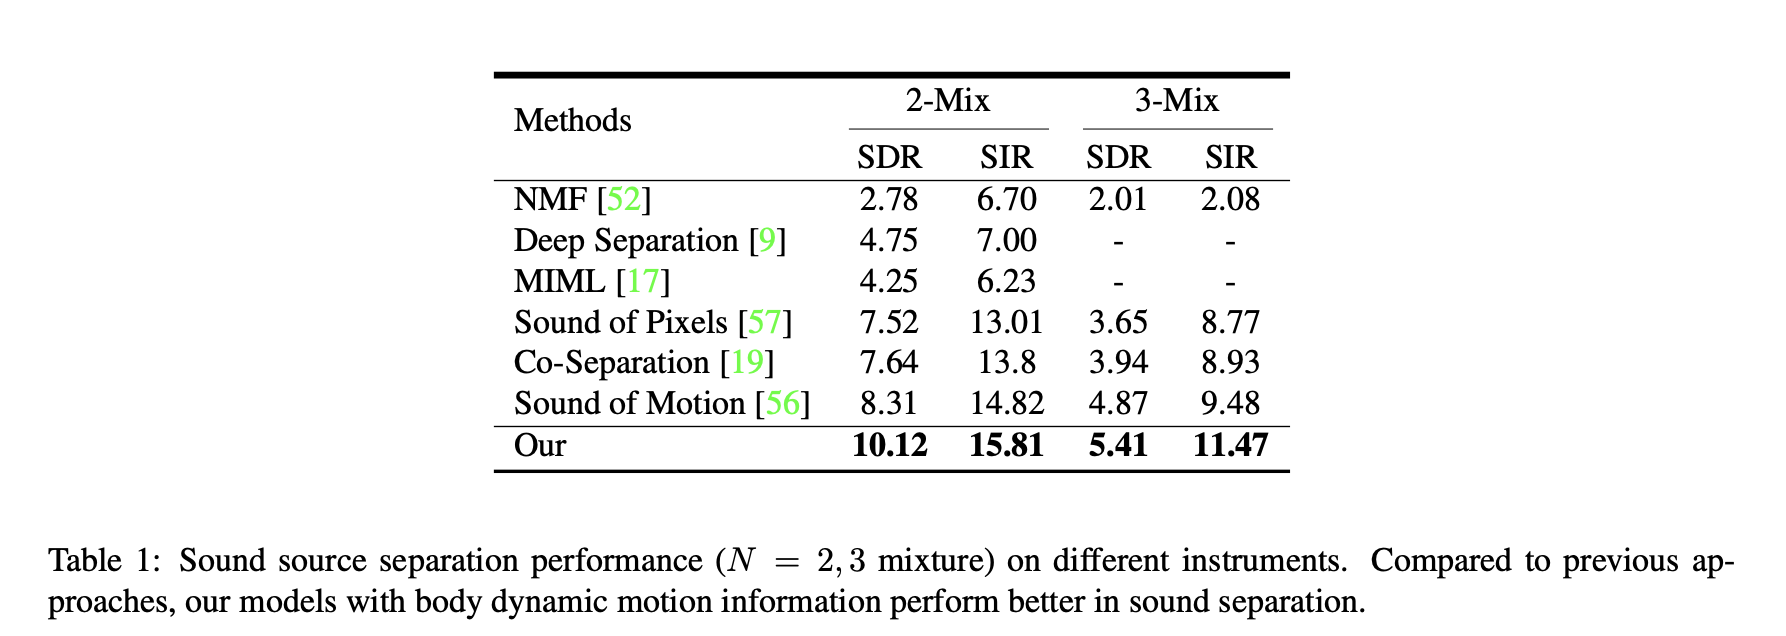 Methods 2-Mix 3-Mix
SDR SIR SDR SIR
NMF [52] 2.78 6.70 2.01 2.08
Deep Separation [9] 4.75 7.00 - -
MIML [17] 4.25 6.23 - -
Sound of Pixels [57] 7.52 13.01 3.65 8.77
Co-Separation [19] 7.64 13.8 3.94 8.93
Sound of Motion [56] 8.31 14.82 4.87 9.48
Our 10.12 15.81 5.41 11.47
Table 1: Sound source separation performance (N = 2, 3 mixture) on different instruments. Compared to previous ap-
proaches, our models with body dynamic motion information perform better in sound separation.